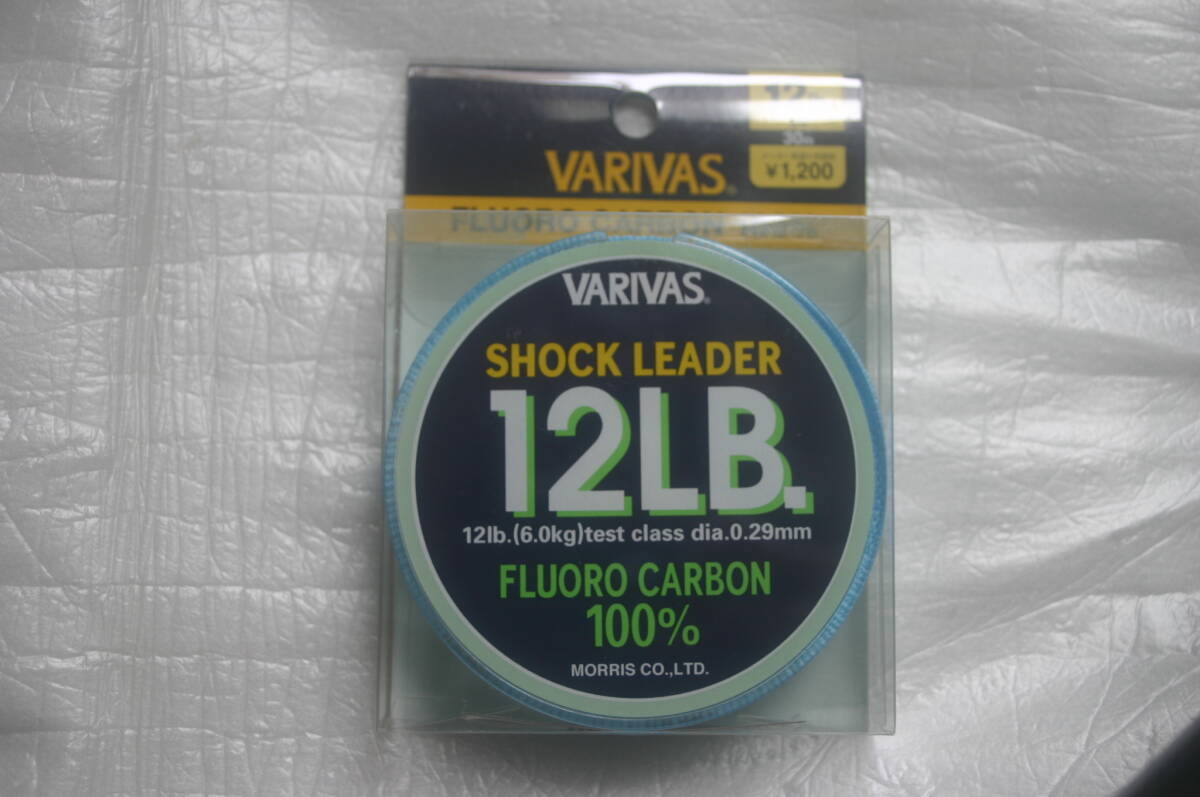 12
30m
VARIVAS®
¥1,200
FLUORO CARBON
VARIVAS®
SHOCK LEADER
12LB.
12lb.(6.0kg)test class dia.0.29mm
FLUORO CARBON
100%
MORRIS CO.,LTD.